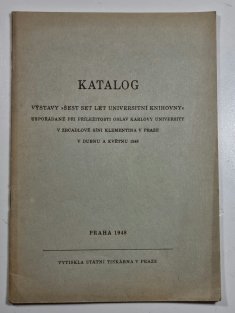 KATALOG
VÝSTAVY »ŠEST SET LET UNIVERSITNÍ KNIHOVNY«
USPOŘÁDANÉ PŘI PŘÍLEŽITOSTI OSLAV KARLOVY UNIVERSITY
V ZRCADLOVÉ SÍNI KLEMENTINA V PRAZE
V DUBNU A KVĚTNU 1948
PRAHA 1948
VYTISKLA STÁTNÍ TISKÁRNA V PRAZE